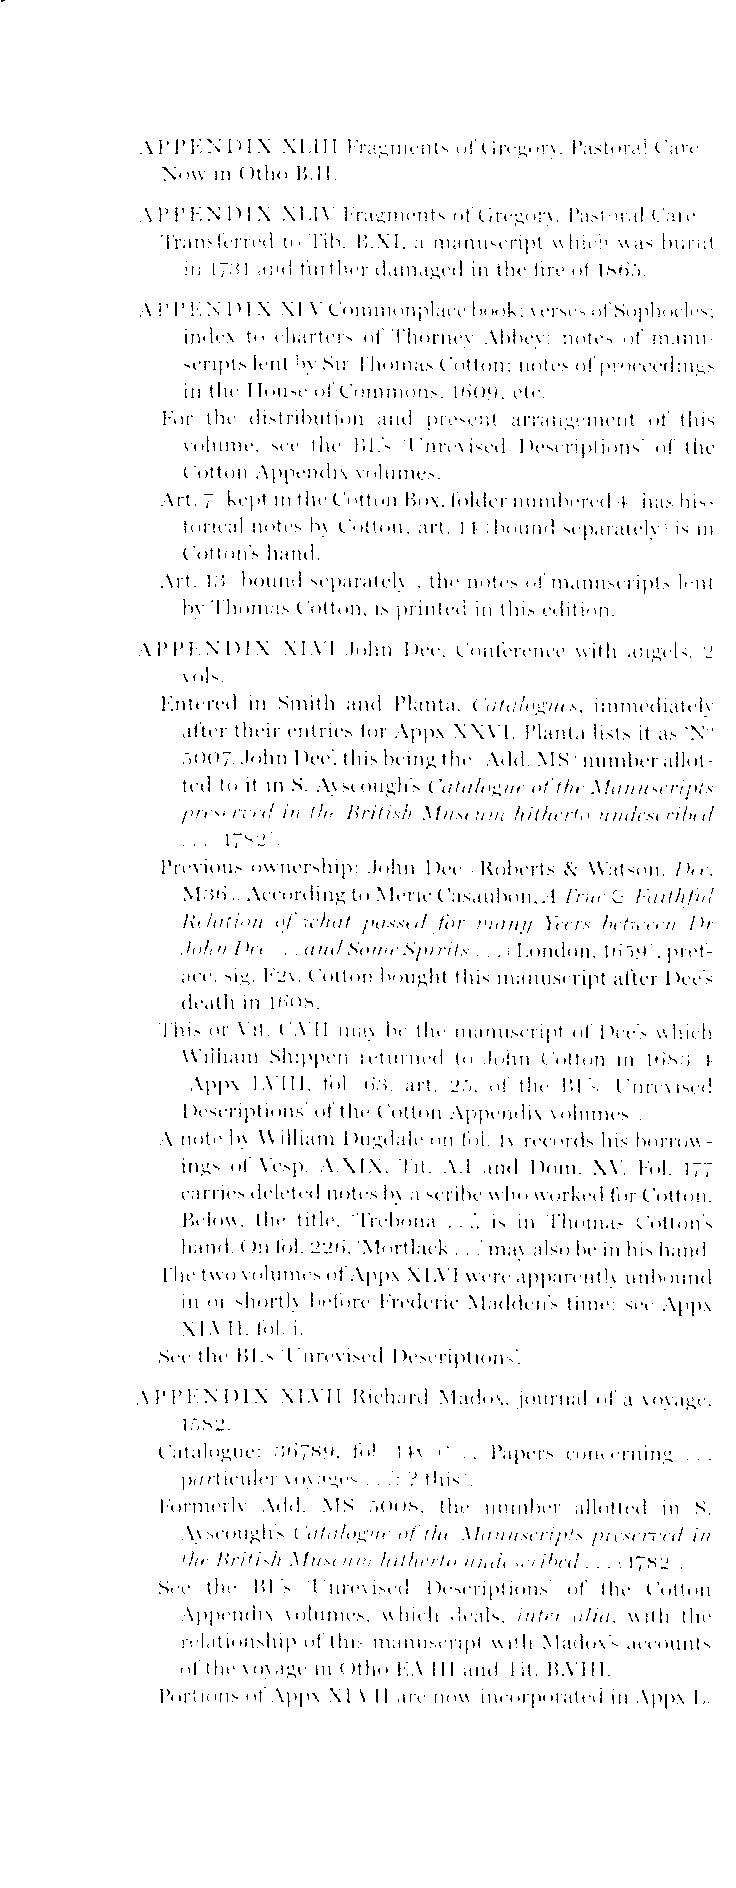 APPENDIX XLIII Fragments of Gregory, Pastoral Care
Now in Otho B.II.
APPENDIX XLIV Fragments of Gregory, Pastoral Care
Transferred to Tib. B.XI, a manuscript which was burnt
in 1731 and further damaged in the fire of 1865.
APPENDIX XLV Commonplace book; verses of Sophocles;
index to charters of Thorney Abbey; notes of manu-
scripts lent by Sir Thomas Cotton; notes of proceedings
in the House of Commons, 1609, etc.
For the distribution and present arrangement of this
volume, see the BL's 'Unrevised Descriptions' of the
Cotton Appendix volumes.
Art. 7 (kept in the Cotton Box, folder numbered 4) has his-
torical notes by Cotton, art. 14 (bound separately) is in
Cotton's hand.
Art. 13 (bound separately), the notes of manuscripts lent
by Thomas Cotton, is printed in this edition.
APPENDIX XLVI John Dee, Conference with angels, 2
vols.
Entered in Smith and Planta, Catalogues, immediately
after their entries for Appx XXVI. Planta lists it as 'N°
5007. John Dee', this being the 'Add. MS' number allot-
ted to it in S. Ayscough's Catalogue of the Manuscripts
preserved in the British Museum hitherto undescribed
... (1782).
Previous ownership: John Dee (Roberts & Watson, Dee,
M36). According to Meric Casaubon, A True & Faithful
Relation of what passed for many Yeers between Dr
John Dee ... and Some Spirits ... (London, 1659), pref-
ace, sig. F2v, Cotton bought this manuscript after Dee's
death in 1608.
This or Vit. C.VII may be the manuscript of Dee's which
William Shippen returned to John Cotton in 1683/4
(Appx LVIII, fol. 63, art. 25, of the BL's 'Unrevised
Descriptions' of the Cotton Appendix volumes).
A note by William Dugdale on fol. 1v records his borrow-
ings of Vesp. A.XIX, Tit. A.I and Dom. XV. Fol. 177
carries deleted notes by a scribe who worked for Cotton.
Below, the title, 'Trebona ...', is in Thomas Cotton's
hand. On fol. 226, 'Mortlack ...' may also be in his hand.
The two volumes of Appx XLVI were apparently unbound
in or shortly before Frederic Madden's time: see Appx
XLVII, fol. i.
See the BL's 'Unrevised Descriptions'.
APPENDIX XLVII Richard Madox, journal of a voyage,
1582.
Catalogue: 36789, fol. 14v (' ... Papers concerning ...
particuler voyages ...': ? this).
Formerly Add. MS 5008, the number allotted in S.
Ayscough's Catalogue of the Manuscripts preserved in
the British Museum hitherto undescribed ... (1782).
See the BL's 'Unrevised Descriptions' of the Cotton
Appendix volumes, which deals, inter alia, with the
relationship of this manuscript with Madox's accounts
of the voyage in Otho E.VIII and Tit. B.VIII.
Portions of Appx XLVII are now incorporated in Appx L.